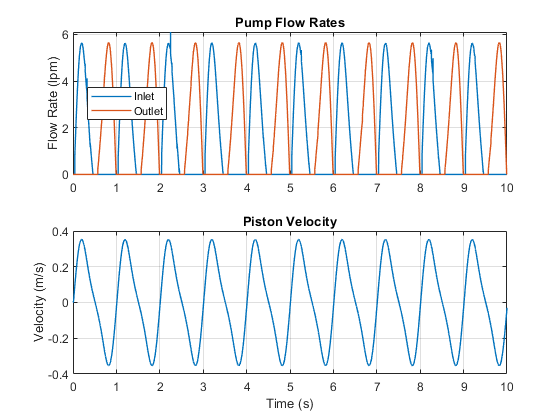 Pump Flow Rates
Flow Rate (lpm)
6
4
2
0
Inlet
Outlet
0 1 2 3 4 5 6 7 8 9 10
Piston Velocity
Velocity (m/s)
0.4
0.2
0
-0.2
-0.4
0 1 2 3 4 5 6 7 8 9 10
Time (s)